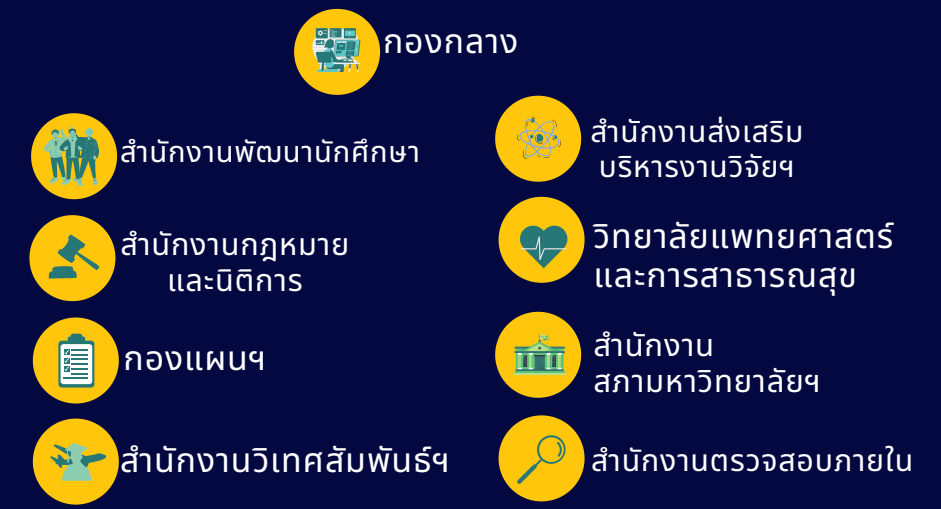 กองกลาง
สำนักงานพัฒนานักศึกษา
สำนักงานกฎหมาย
และนิติการ
กองแผนฯ
สำนักงานวิเทศสัมพันธ์ฯ
สำนักงานส่งเสริม
บริหารงานวิจัยฯ
วิทยาลัยแพทยศาสตร์
และการสาธารณสุข
สำนักงาน
สภามหาวิทยาลัยฯ
สำนักงานตรวจสอบภายใน